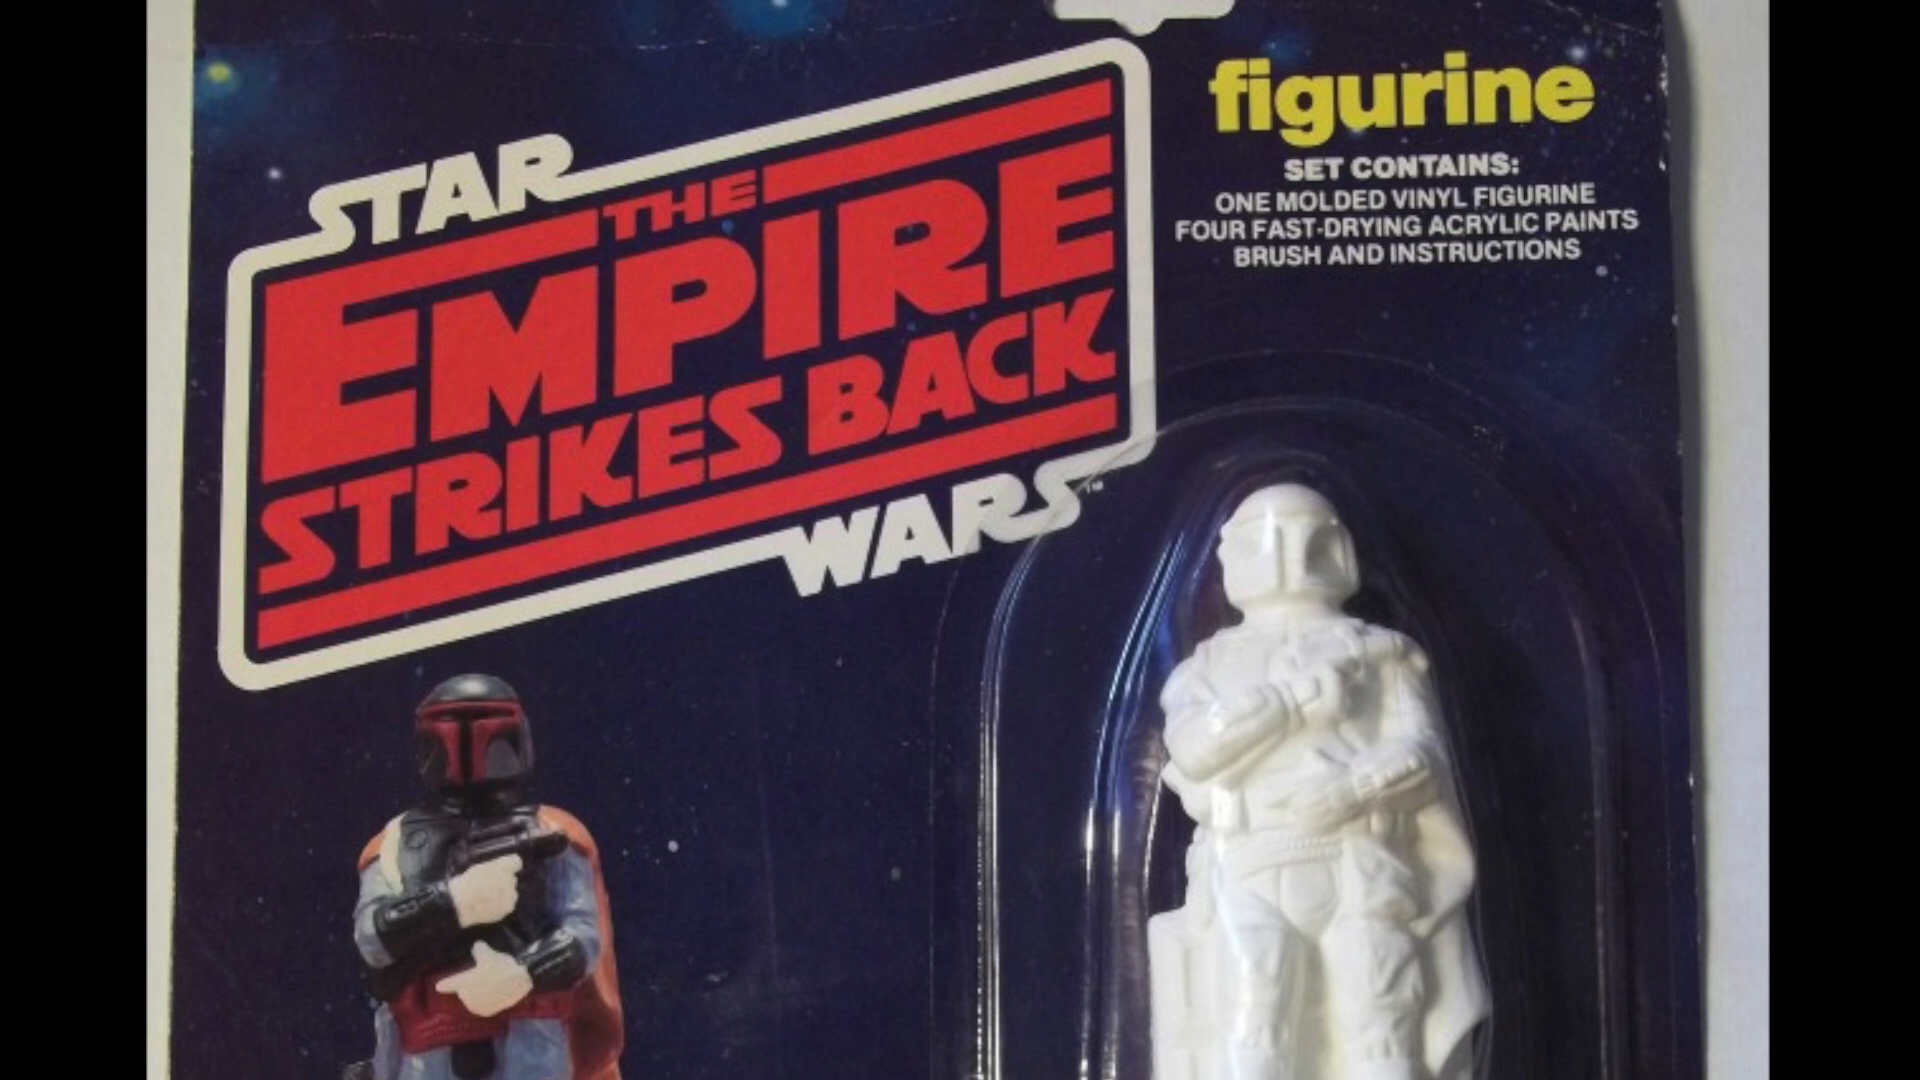 STAR
THE
EMPIRE
STRIKES BACK
WARS™
figurine
SET CONTAINS:
ONE MOLDED VINYL FIGURINE
FOUR FAST-DRYING ACRYLIC PAINTS
BRUSH AND INSTRUCTIONS